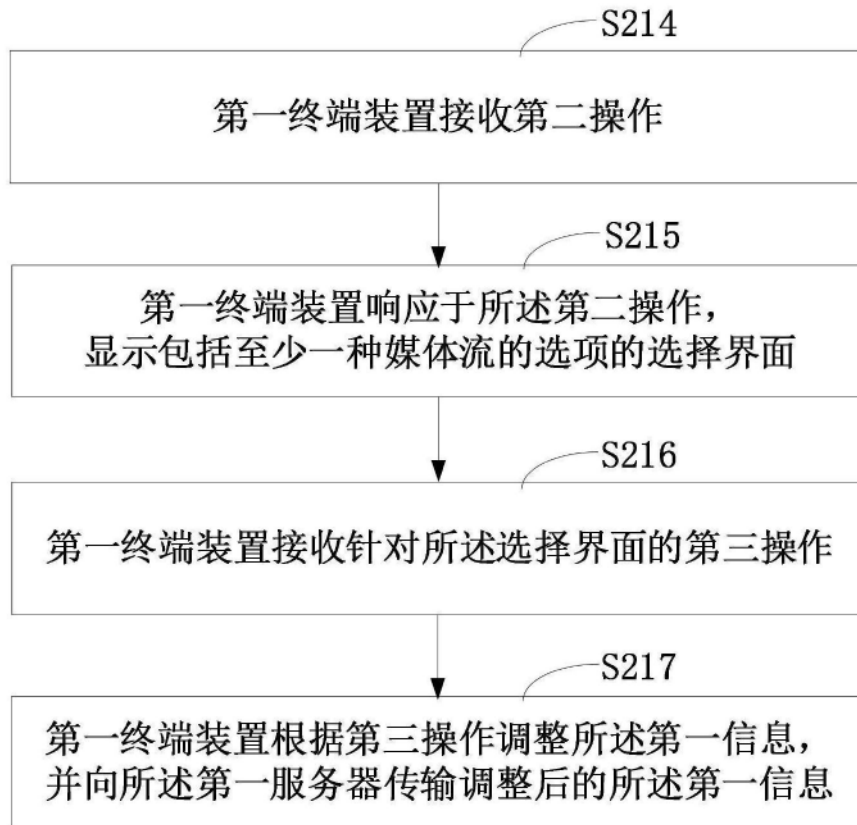 S214
第一终端装置接收第二操作
S215
第一终端装置响应于所述第二操作，
显示包括至少一种媒体流的选项的选择界面
S216
第一终端装置接收针对所述选择界面的第三操作
S217
第一终端装置根据第三操作调整所述第一信息，
并向所述第一服务器传输调整后的所述第一信息